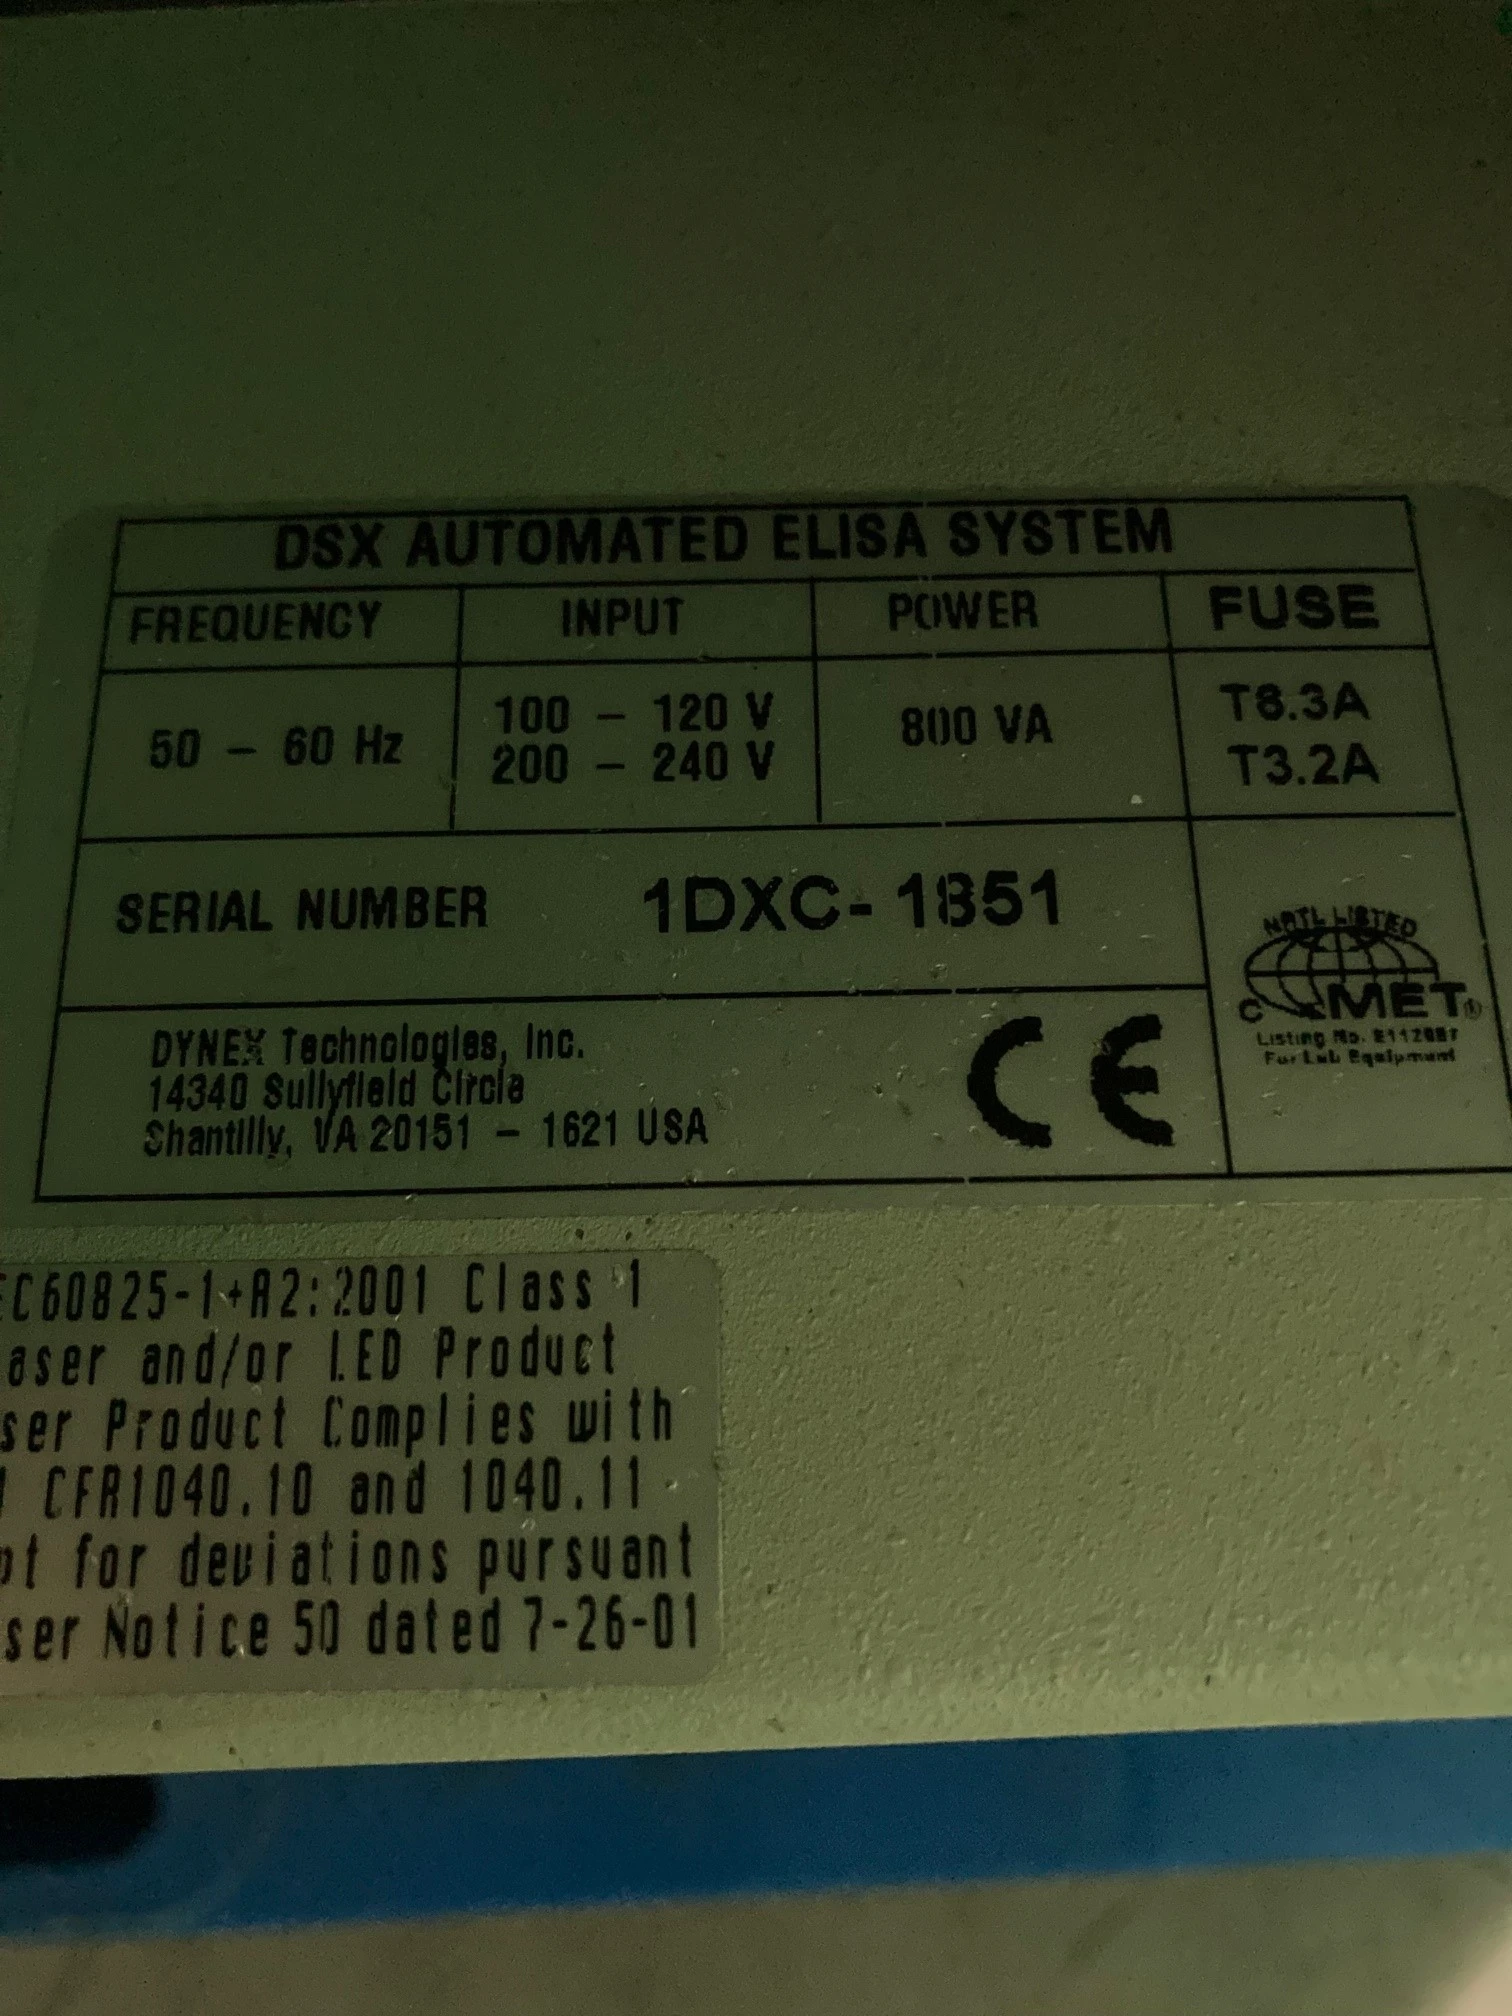 DSX AUTOMATED ELISA SYSTEM
FREQUENCY INPUT POWER FUSE
50 – 60 Hz 100 – 120 V 800 VA T8.3A
200 – 240 V T3.2A
SERIAL NUMBER 1DXC-1851
NRTL LISTED
C MET®
Listing No.
For Lab Equipment
DYNEX Technologies, Inc.
14340 Sullyfield Circle
Shantilly, VA 20151 – 1621 USA
CE
EC60825-1+A2:2001 Class 1
aser and/or LED Product
ser Product Complies with
CFR1040.10 and 1040.11
pt for deviations pursuant
ser Notice 50 dated 7-26-01